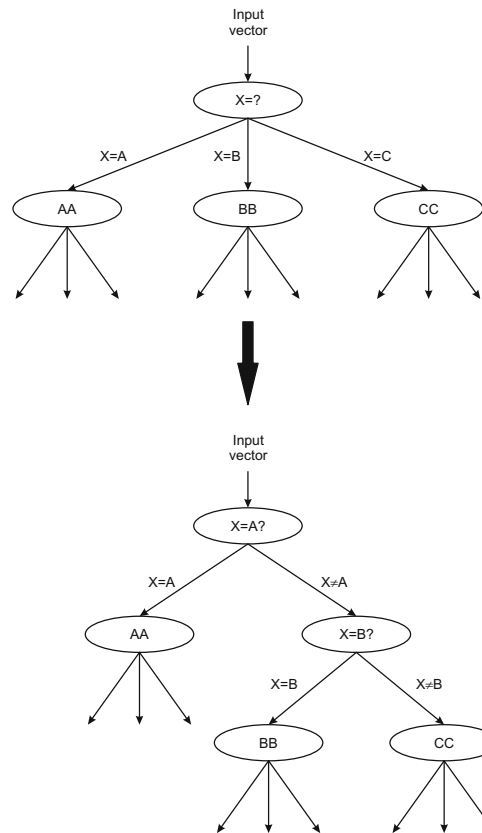 Input
vector
X=?
X=A
X=B
X=C
AA
BB
CC
Input
vector
X=A?
X=A
X≠A
AA
X=B?
X=B
X≠B
BB
CC